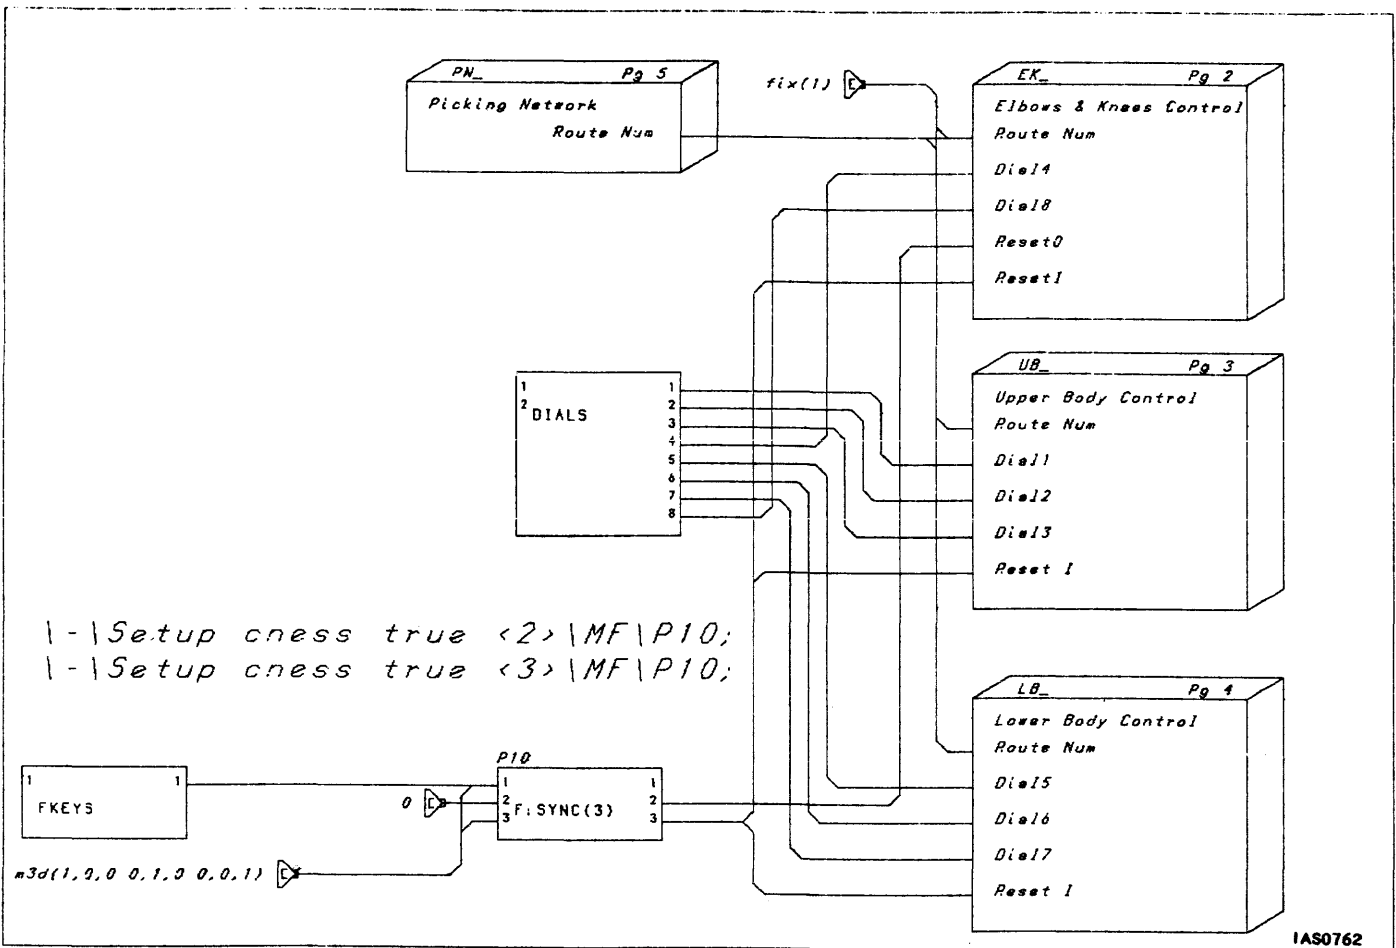 PN_ Pg 5
Picking Network
Route Num
fix(1) C
EK_ Pg 2
Elbows & Knees Control
Route Num
Dial4
Dial8
Reset0
ResetI
1 1
2 DIALS 2
3
4
5
6
7
8
UB_ Pg 3
Upper Body Control
Route Num
Dial1
Dial2
Dial3
Reset I
|-|Setup cness true <2>|MF|P10;
|-|Setup cness true <3>|MF|P10;
LB_ Pg 4
Lower Body Control
Route Num
Dial5
Dial6
Dial7
Reset I
1 FKEYS 1
0 C
P10
1 1
2 F:SYNC(3) 2
3 3
m3d(1,0,0 0,1,0 0,0,1) C
IAS0762